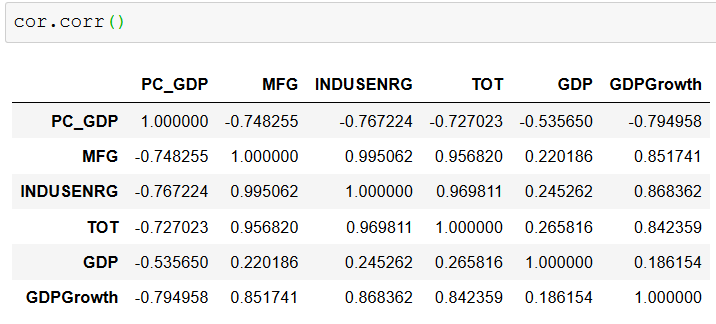 cor.corr()
PC_GDP MFG INDUSENRG TOT GDP GDPGrowth
PC_GDP 1.000000 -0.748255 -0.767224 -0.727023 -0.535650 -0.794958
MFG -0.748255 1.000000 0.995062 0.956820 0.220186 0.851741
INDUSENRG -0.767224 0.995062 1.000000 0.969811 0.245262 0.868362
TOT -0.727023 0.956820 0.969811 1.000000 0.265816 0.842359
GDP -0.535650 0.220186 0.245262 0.265816 1.000000 0.186154
GDPGrowth -0.794958 0.851741 0.868362 0.842359 0.186154 1.000000